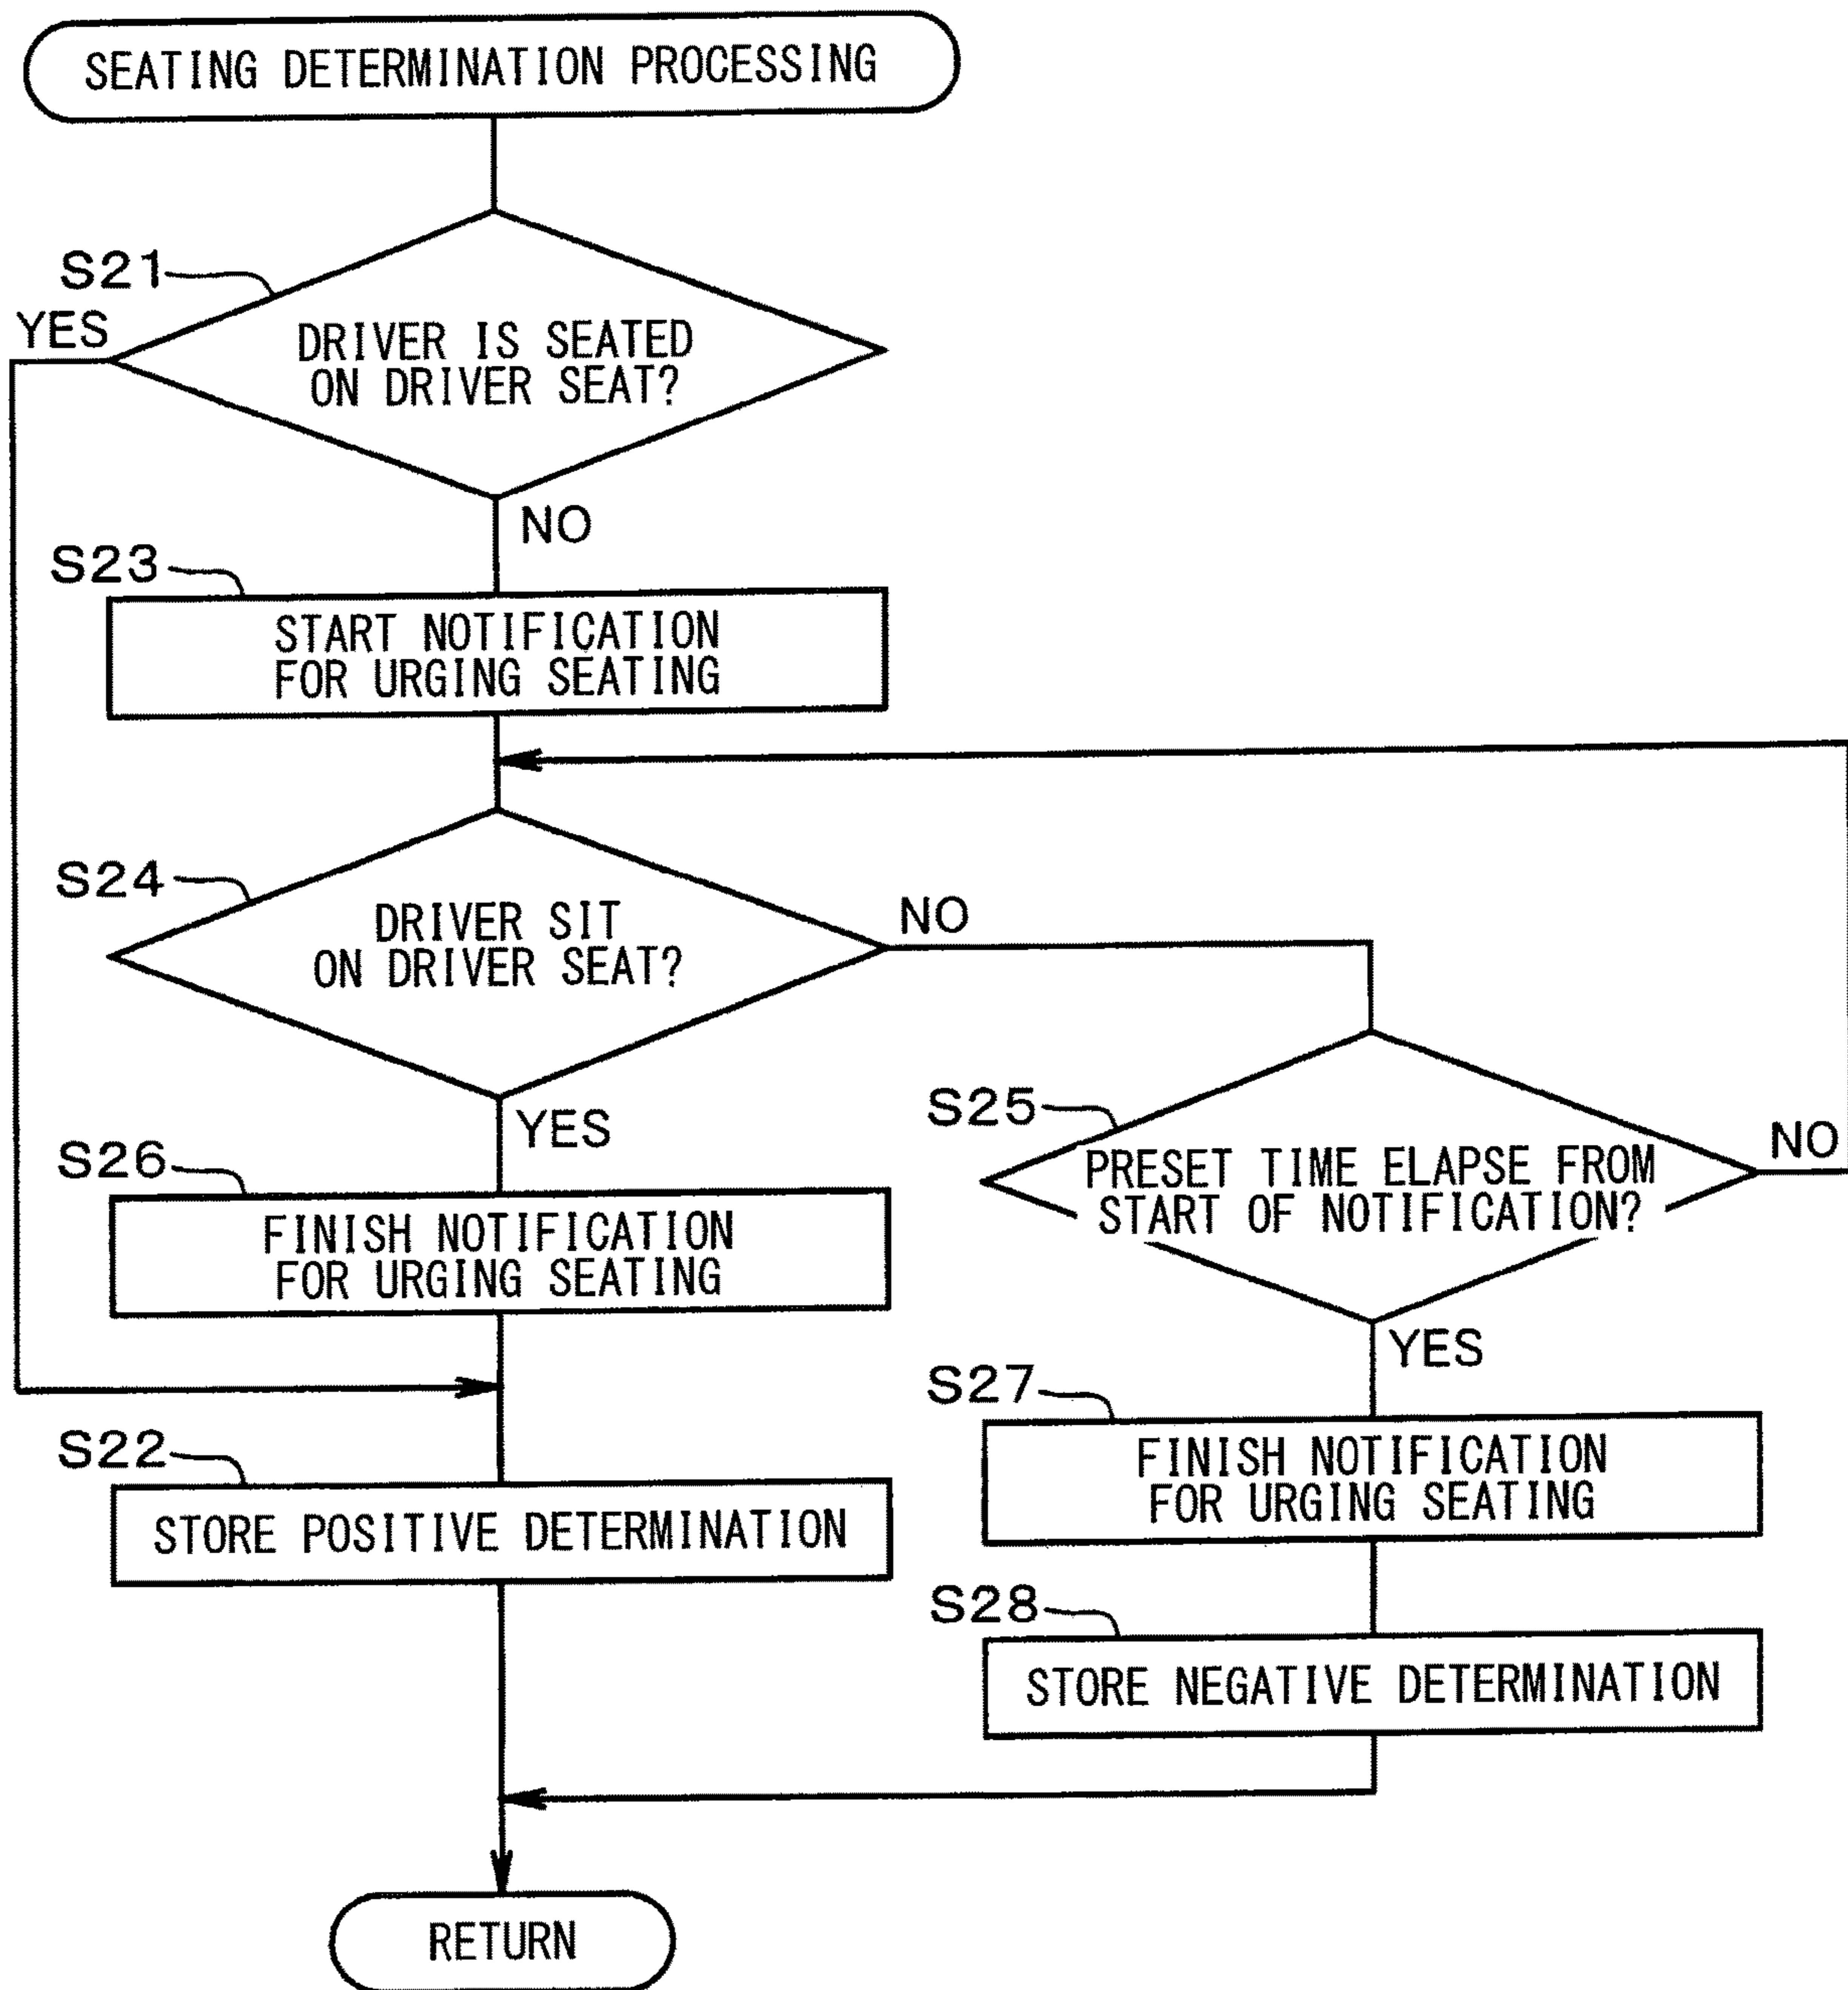 SEATING DETERMINATION PROCESSING
S21
YES
DRIVER IS SEATED
ON DRIVER SEAT?
NO
S23
START NOTIFICATION
FOR URGING SEATING
S24
DRIVER SIT
ON DRIVER SEAT?
NO
S25
PRESET TIME ELAPSE FROM
START OF NOTIFICATION?
NO
YES
S26
FINISH NOTIFICATION
FOR URGING SEATING
YES
S27
FINISH NOTIFICATION
FOR URGING SEATING
S22
STORE POSITIVE DETERMINATION
S28
STORE NEGATIVE DETERMINATION
RETURN